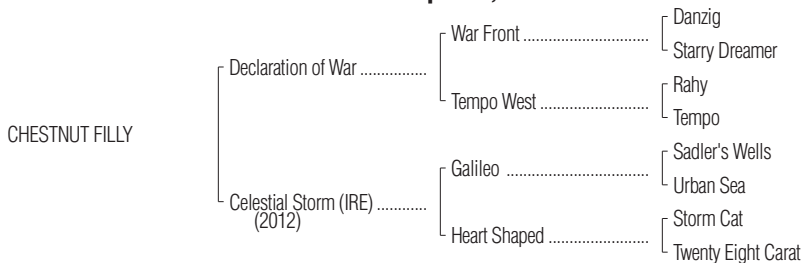 Danzig
War Front ..............................
Starry Dreamer
Declaration of War ................
Rahy
Tempo West ..........................
Tempo
CHESTNUT FILLY
Sadler's Wells
Galileo ..................................
Urban Sea
Celestial Storm (IRE) ............
(2012)
Storm Cat
Heart Shaped ........................
Twenty Eight Carat